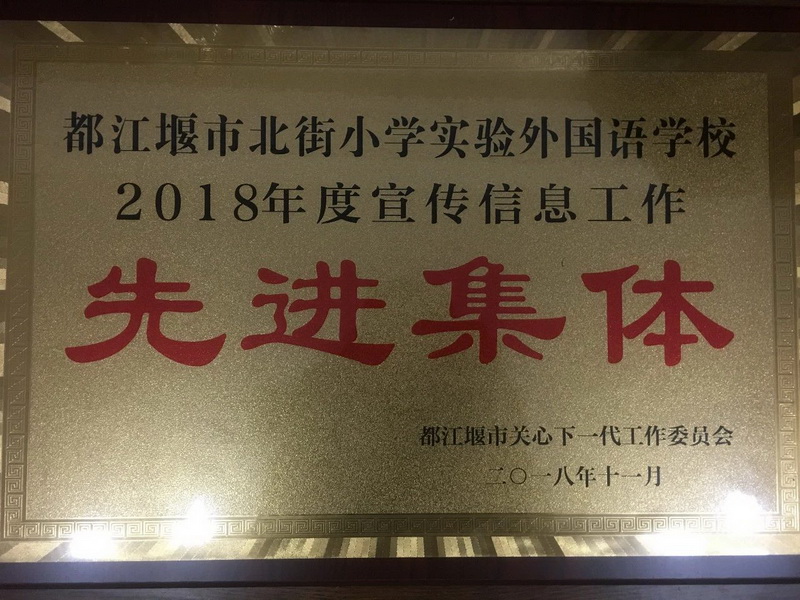 都江堰市北街小学实验外国语学校
2018年度宣传信息工作
先进集体
都江堰市关心下一代工作委员会
二〇一八年十一月